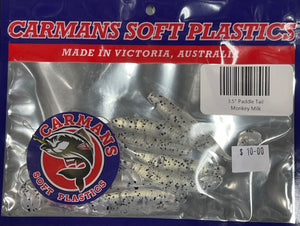 CARMANS SOFT PLASTICS
MADE IN VICTORIA, AUSTRALIA
3.5" Paddle Tail
Monkey Milk
$ 10-00
CARMANS
SOFT PLASTICS